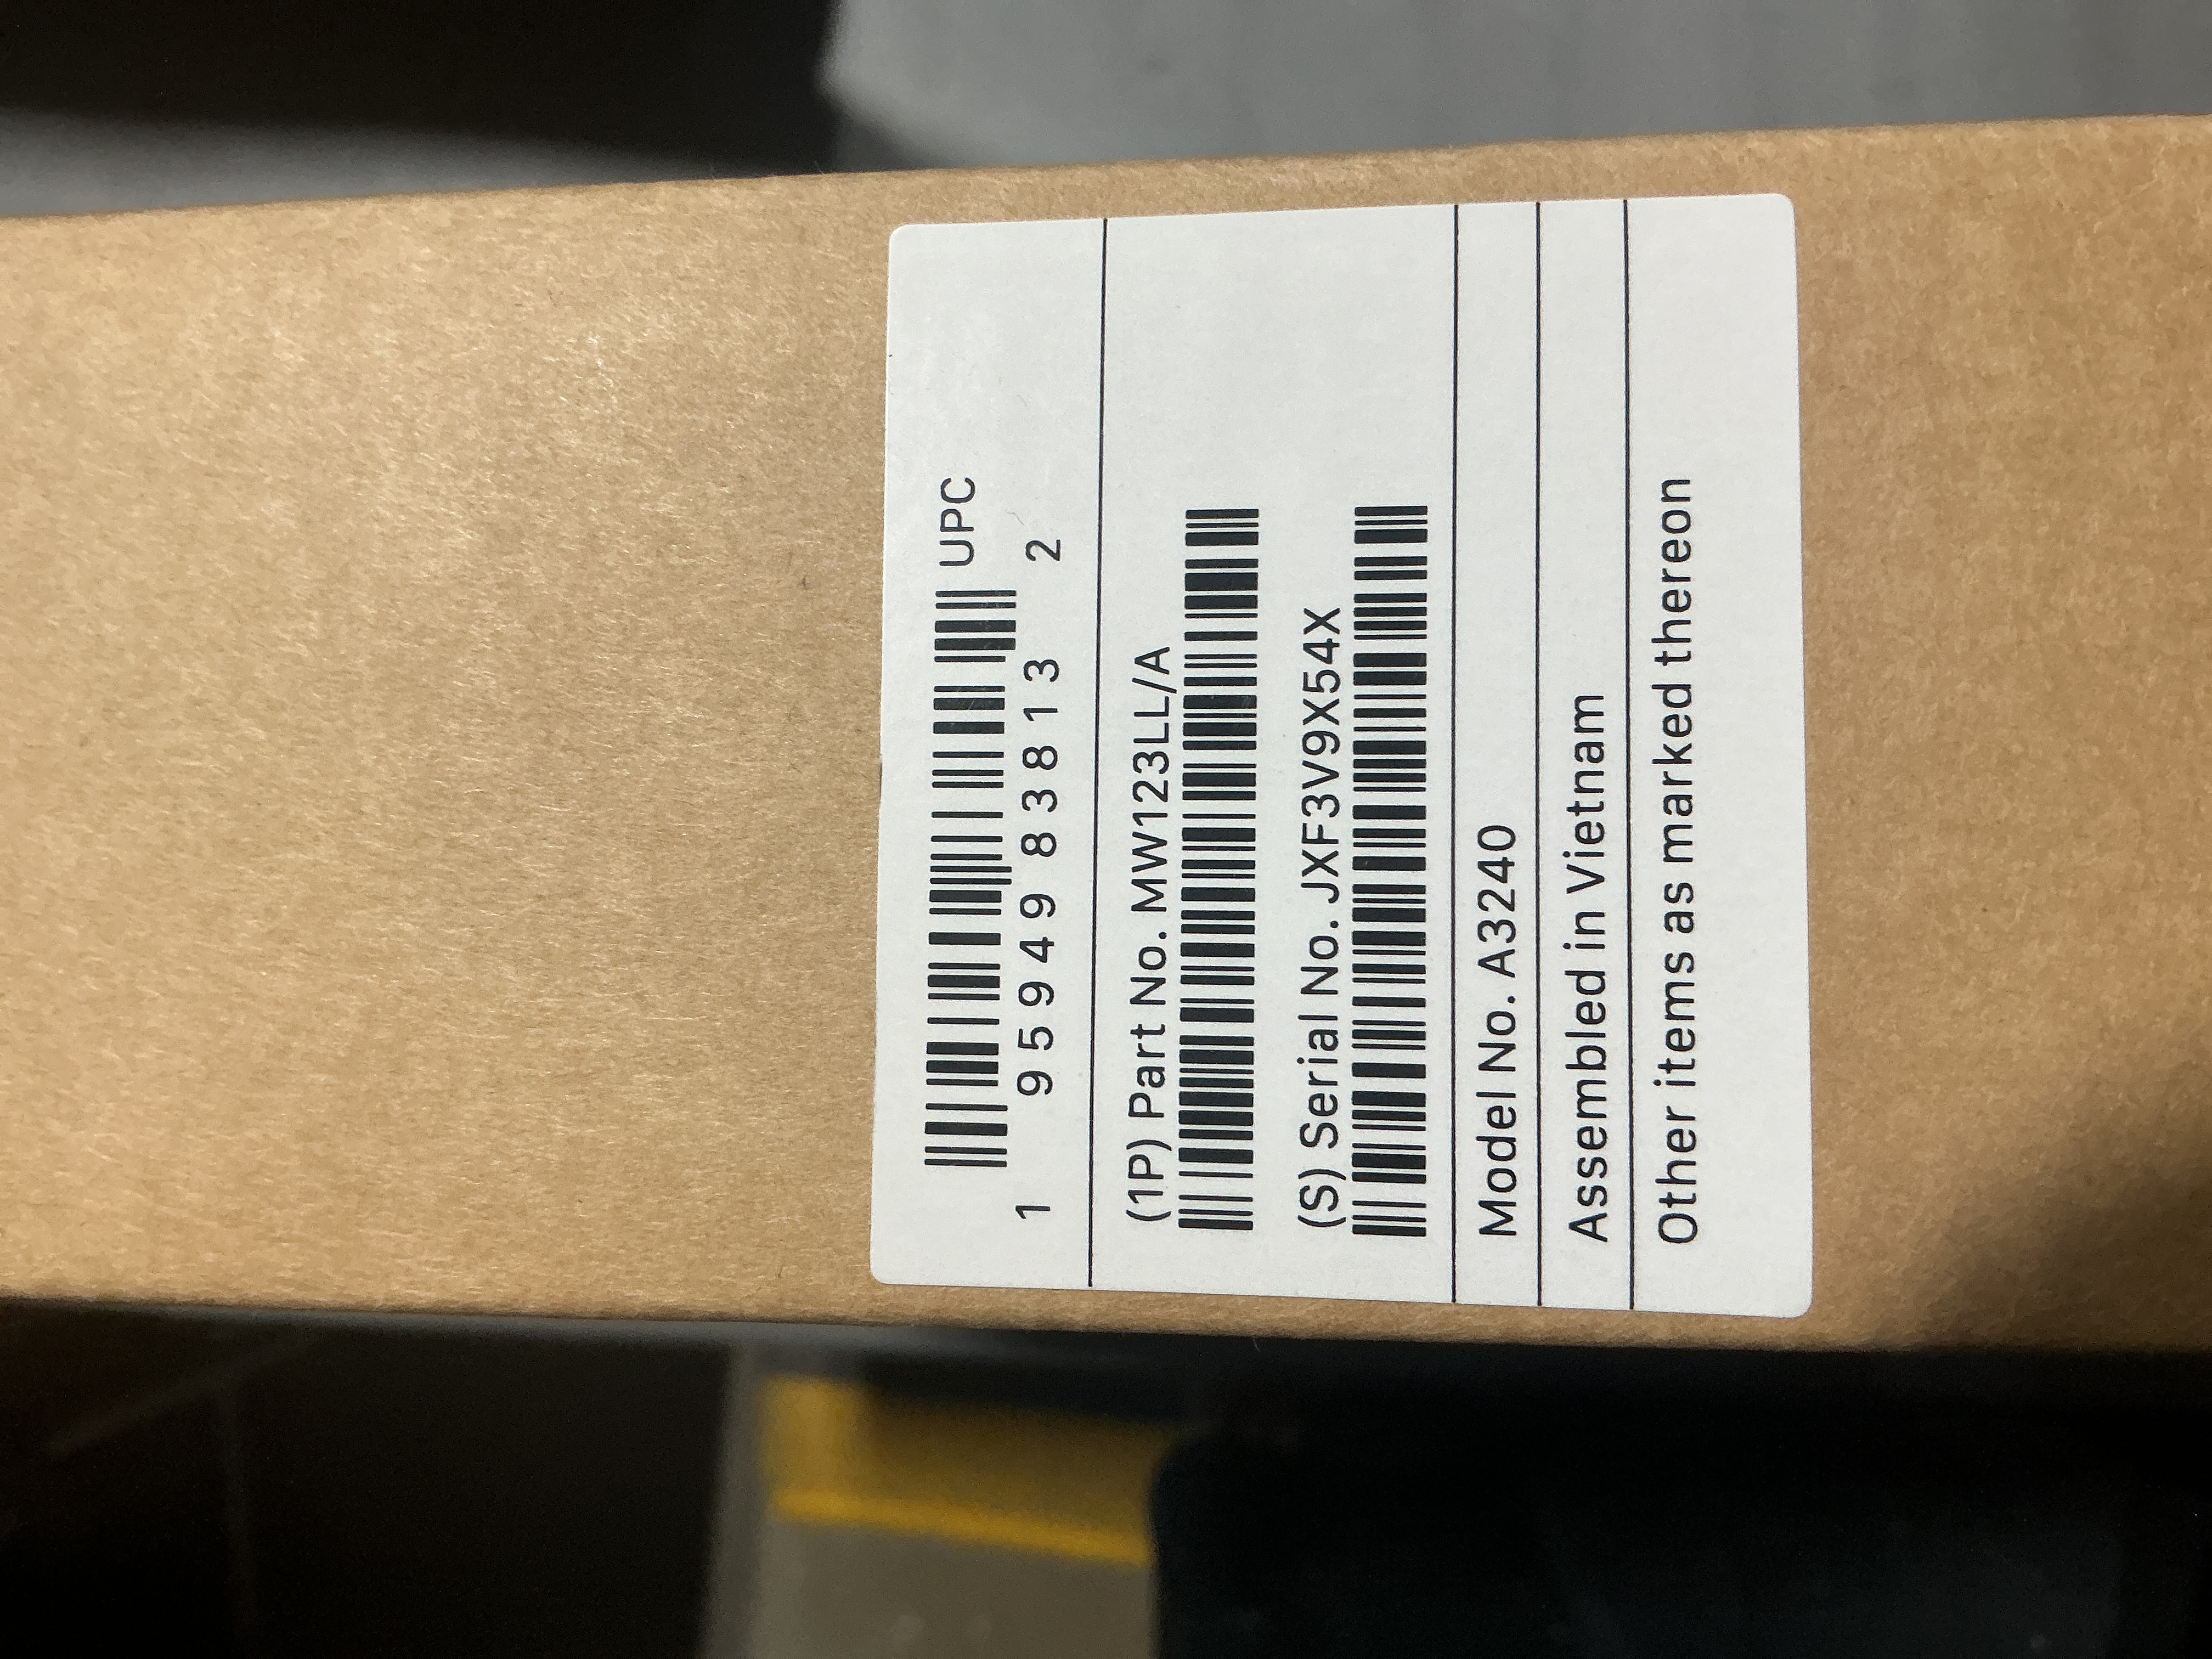 UPC
1 95949 83813 2
(1P) Part No. MW123LL/A
(S) Serial No. JXF3V9X54X
Model No. A3240
Assembled in Vietnam
Other items as marked thereon